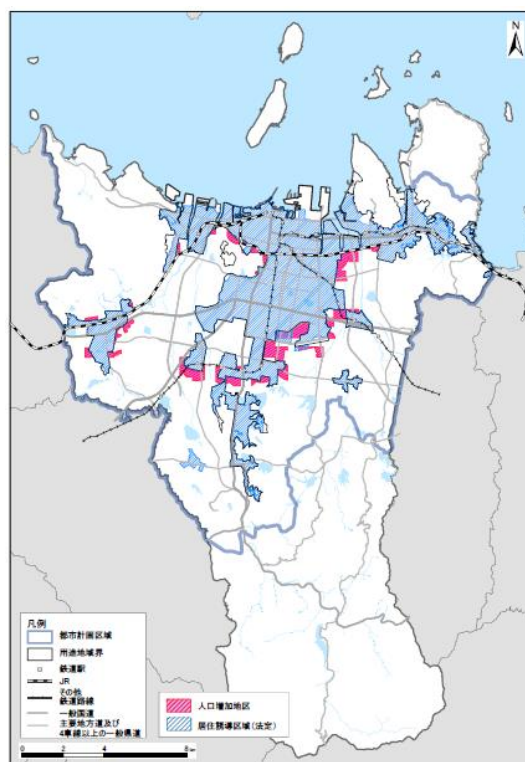 N
凡例
都市計画区域
用途地域界
鉄道駅
JR
その他
鉄道路線
一般国道
主要地方道及び
4車線以上の一般県道
人口増加地区
居住誘導区域(法定)
0 2 4 8